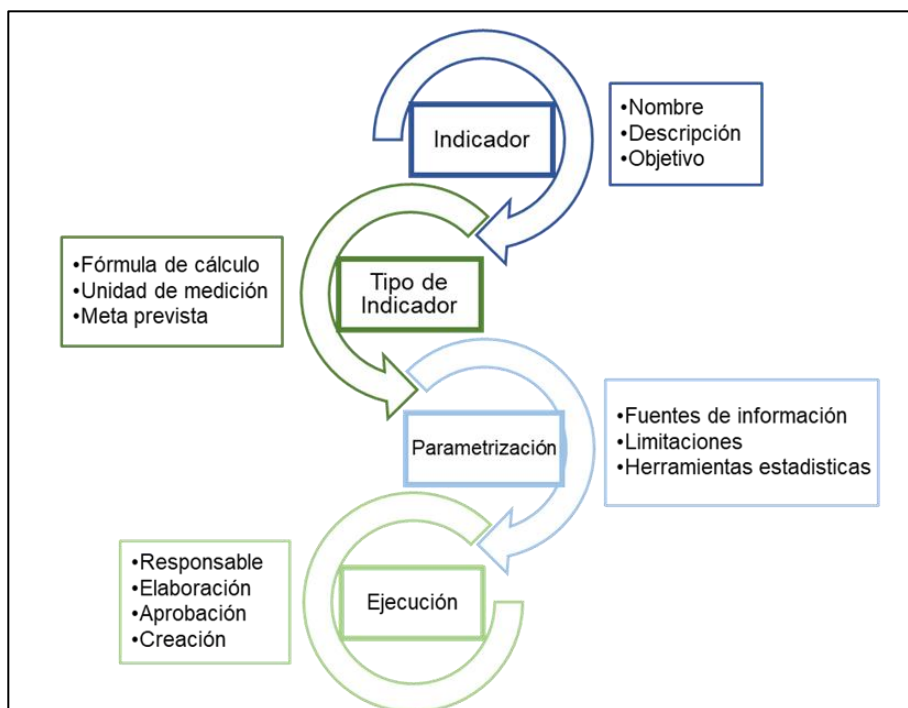 Indicador
•Nombre
•Descripción
•Objetivo
Tipo de
Indicador
•Fórmula de cálculo
•Unidad de medición
•Meta prevista
Parametrización
•Fuentes de información
•Limitaciones
•Herramientas estadisticas
Ejecución
•Responsable
•Elaboración
•Aprobación
•Creación